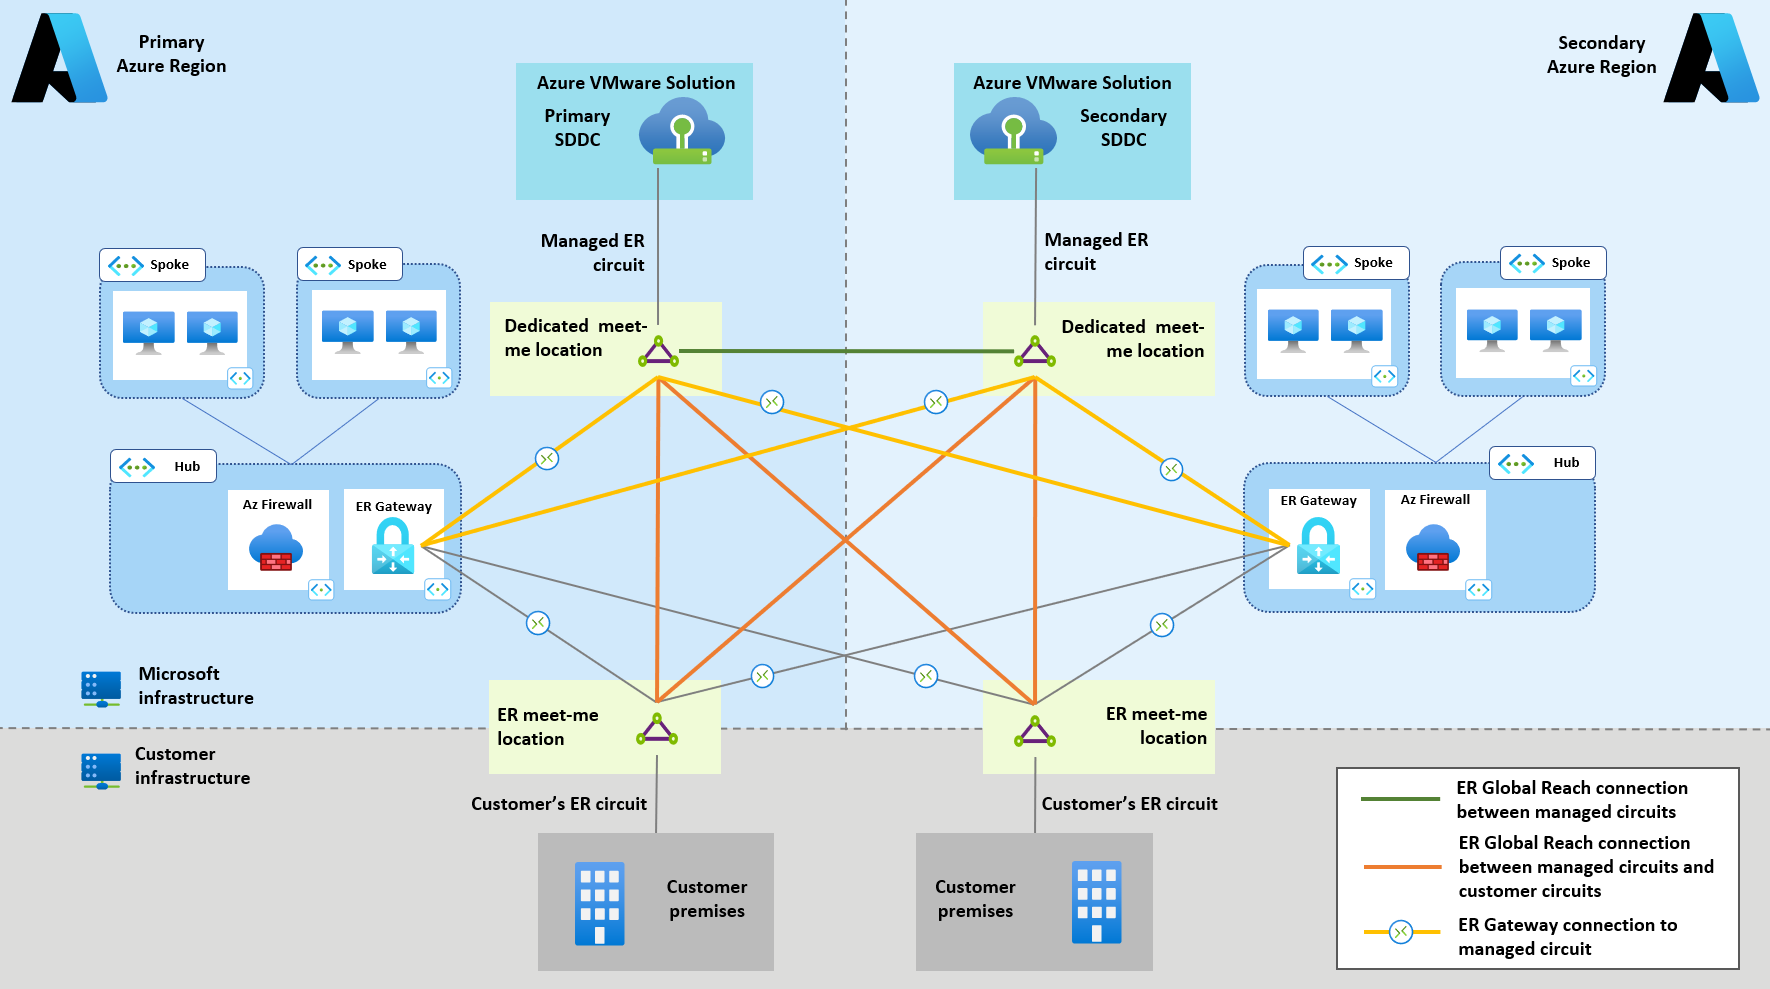 Primary
Azure Region
Secondary
Azure Region
Azure VMware Solution
Primary
SDDC
Azure VMware Solution
Secondary
SDDC
Managed ER
circuit
Managed ER
circuit
Spoke
Spoke
Spoke
Spoke
Dedicated meet-
me location
Dedicated meet-
me location
Hub
Az Firewall
ER Gateway
Hub
ER Gateway
Az Firewall
Microsoft
infrastructure
ER meet-me
location
ER meet-me
location
Customer
infrastructure
Customer’s ER circuit
Customer’s ER circuit
Customer
premises
Customer
premises
ER Global Reach connection
between managed circuits
ER Global Reach connection
between managed circuits and
customer circuits
ER Gateway connection to
managed circuit